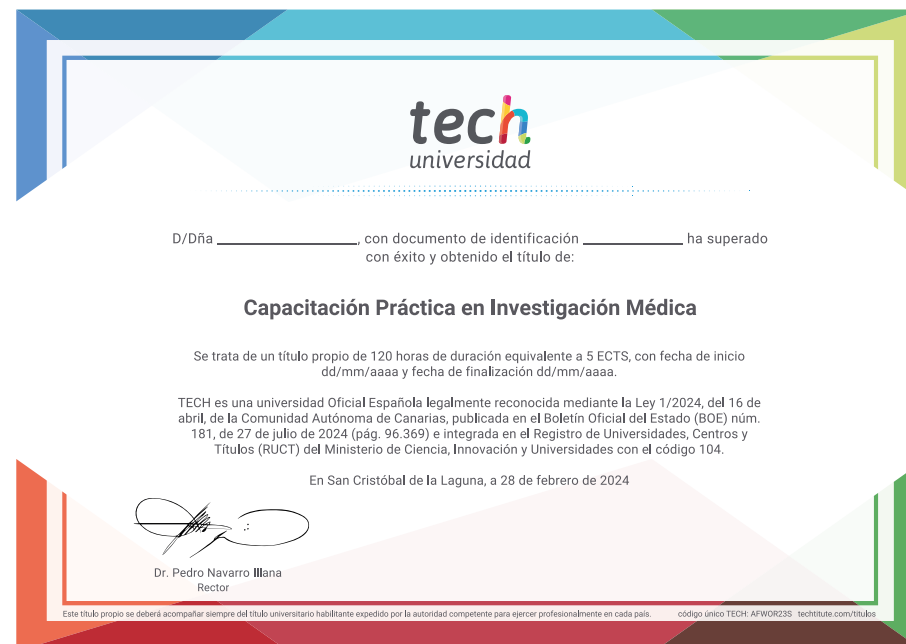 tech
universidad
D/Dña ____________________, con documento de identificación ______________ ha superado
con éxito y obtenido el título de:
Capacitación Práctica en Investigación Médica
Se trata de un título propio de 120 horas de duración equivalente a 5 ECTS, con fecha de inicio
dd/mm/aaaa y fecha de finalización dd/mm/aaaa.
TECH es una universidad Oficial Española legalmente reconocida mediante la Ley 1/2024, del 16 de
abril, de la Comunidad Autónoma de Canarias, publicada en el Boletín Oficial del Estado (BOE) núm.
181, de 27 de julio de 2024 (pág. 96.369) e integrada en el Registro de Universidades, Centros y
Títulos (RUCT) del Ministerio de Ciencia, Innovación y Universidades con el código 104.
En San Cristóbal de la Laguna, a 28 de febrero de 2024
Dr. Pedro Navarro Illana
Rector
Este título propio se deberá acompañar siempre del título universitario habilitante expedido por la autoridad competente para ejercer profesionalmente en cada país. código único TECH: AFWOR23S techtitute.com/titulos